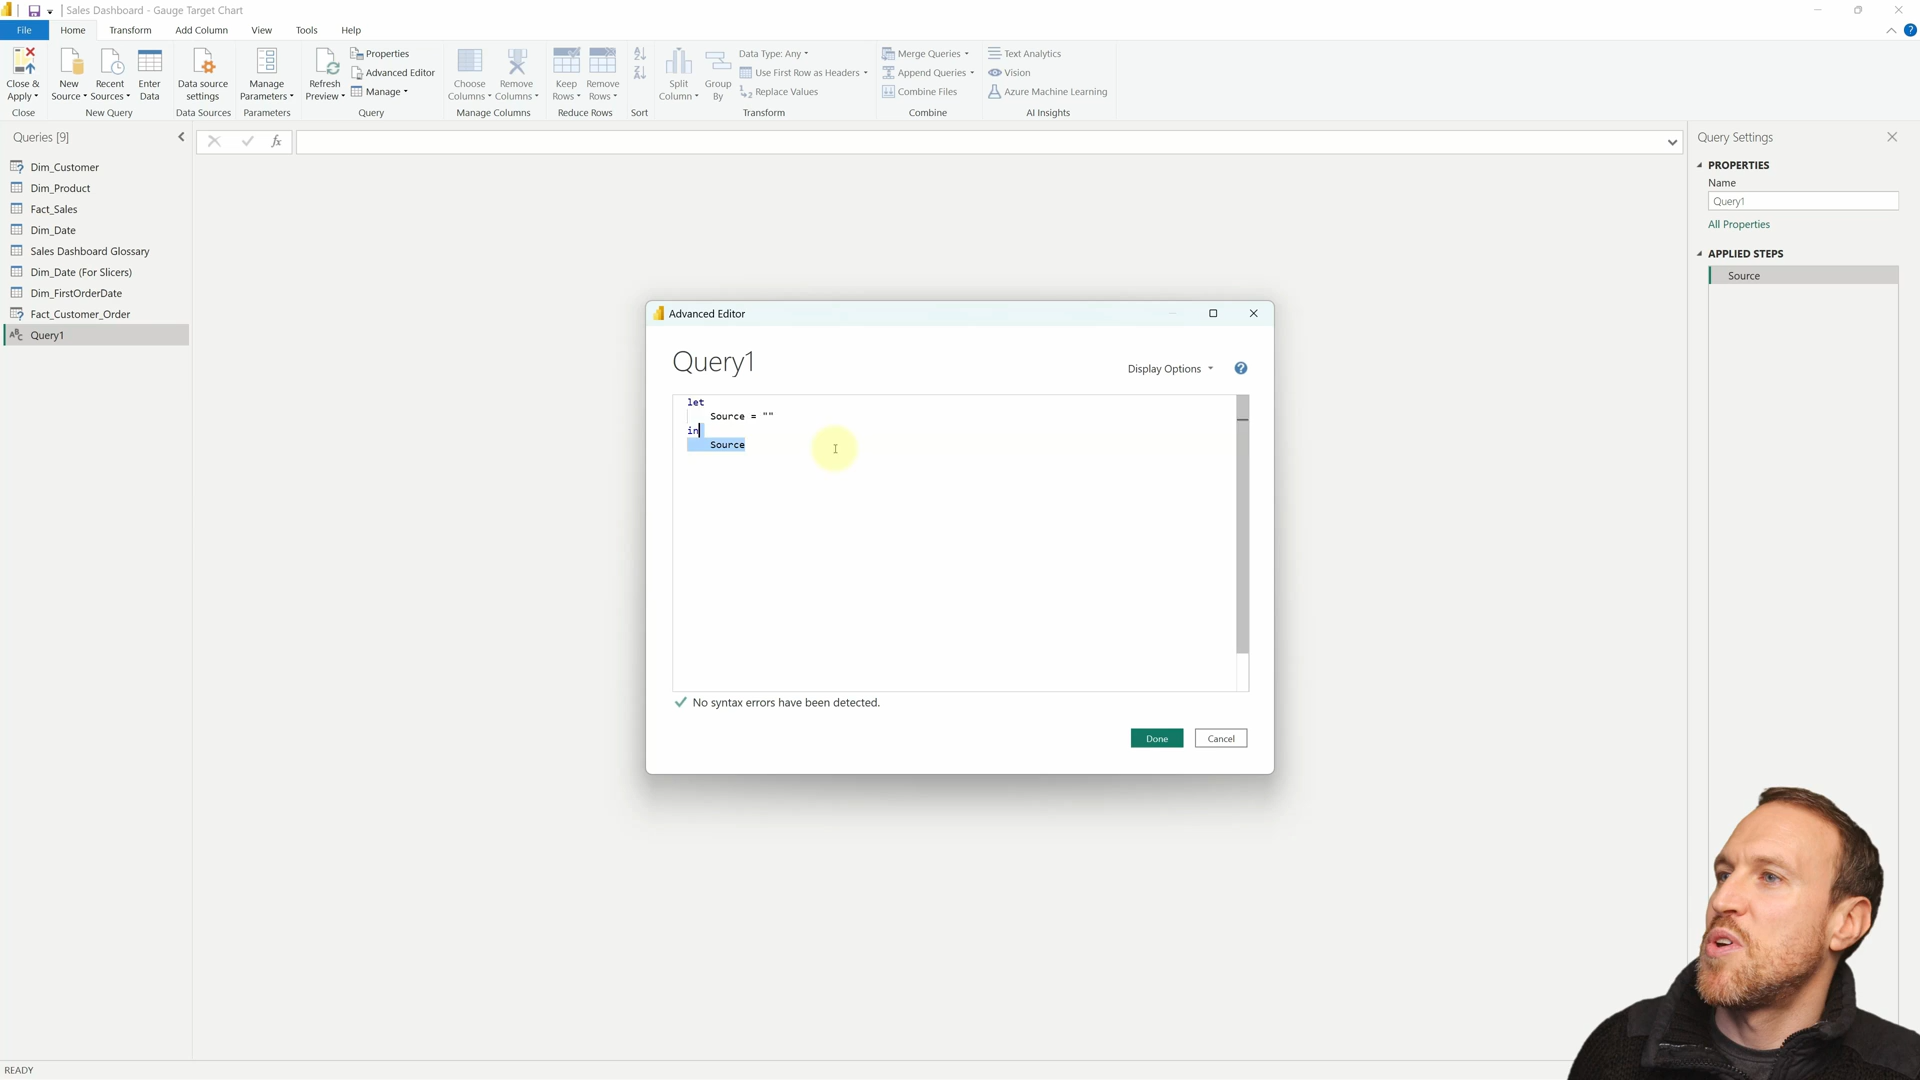 Sales Dashboard - Gauge Target Chart
File Home Transform Add Column View Tools Help
Close & Apply
Close
New Source
Recent Sources
Enter Data
New Query
Data source settings
Data Sources
Manage Parameters
Parameters
Refresh Preview
Properties
Advanced Editor
Manage
Query
Choose Columns
Remove Columns
Manage Columns
Keep Rows
Remove Rows
Reduce Rows
Sort
Split Column
Group By
Data Type: Any
Use First Row as Headers
Replace Values
Transform
Merge Queries
Append Queries
Combine Files
Combine
Text Analytics
Vision
Azure Machine Learning
AI Insights
Queries [9]
Dim_Customer
Dim_Product
Fact_Sales
Dim_Date
Sales Dashboard Glossary
Dim_Date (For Slicers)
Dim_FirstOrderDate
Fact_Customer_Order
Query1
fx
Advanced Editor
Query1
Display Options
let
Source = ""
in
Source
No syntax errors have been detected.
Done
Cancel
Query Settings
PROPERTIES
Name
Query1
All Properties
APPLIED STEPS
Source
READY